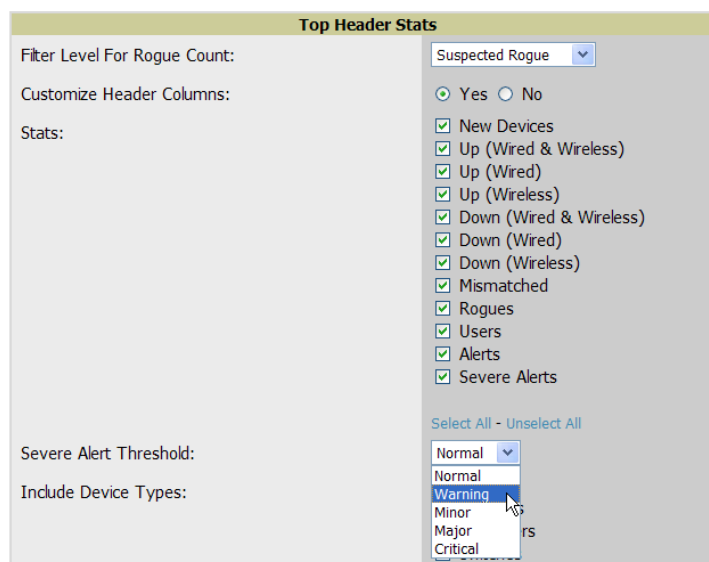 Top Header Stats
Filter Level For Rogue Count:
Suspected Rogue
Customize Header Columns:
Yes No
Stats:
New Devices
Up (Wired & Wireless)
Up (Wired)
Up (Wireless)
Down (Wired & Wireless)
Down (Wired)
Down (Wireless)
Mismatched
Rogues
Users
Alerts
Severe Alerts
Select All - Unselect All
Severe Alert Threshold:
Normal
Normal
Include Device Types:
Warning
Minor
Major
Critical